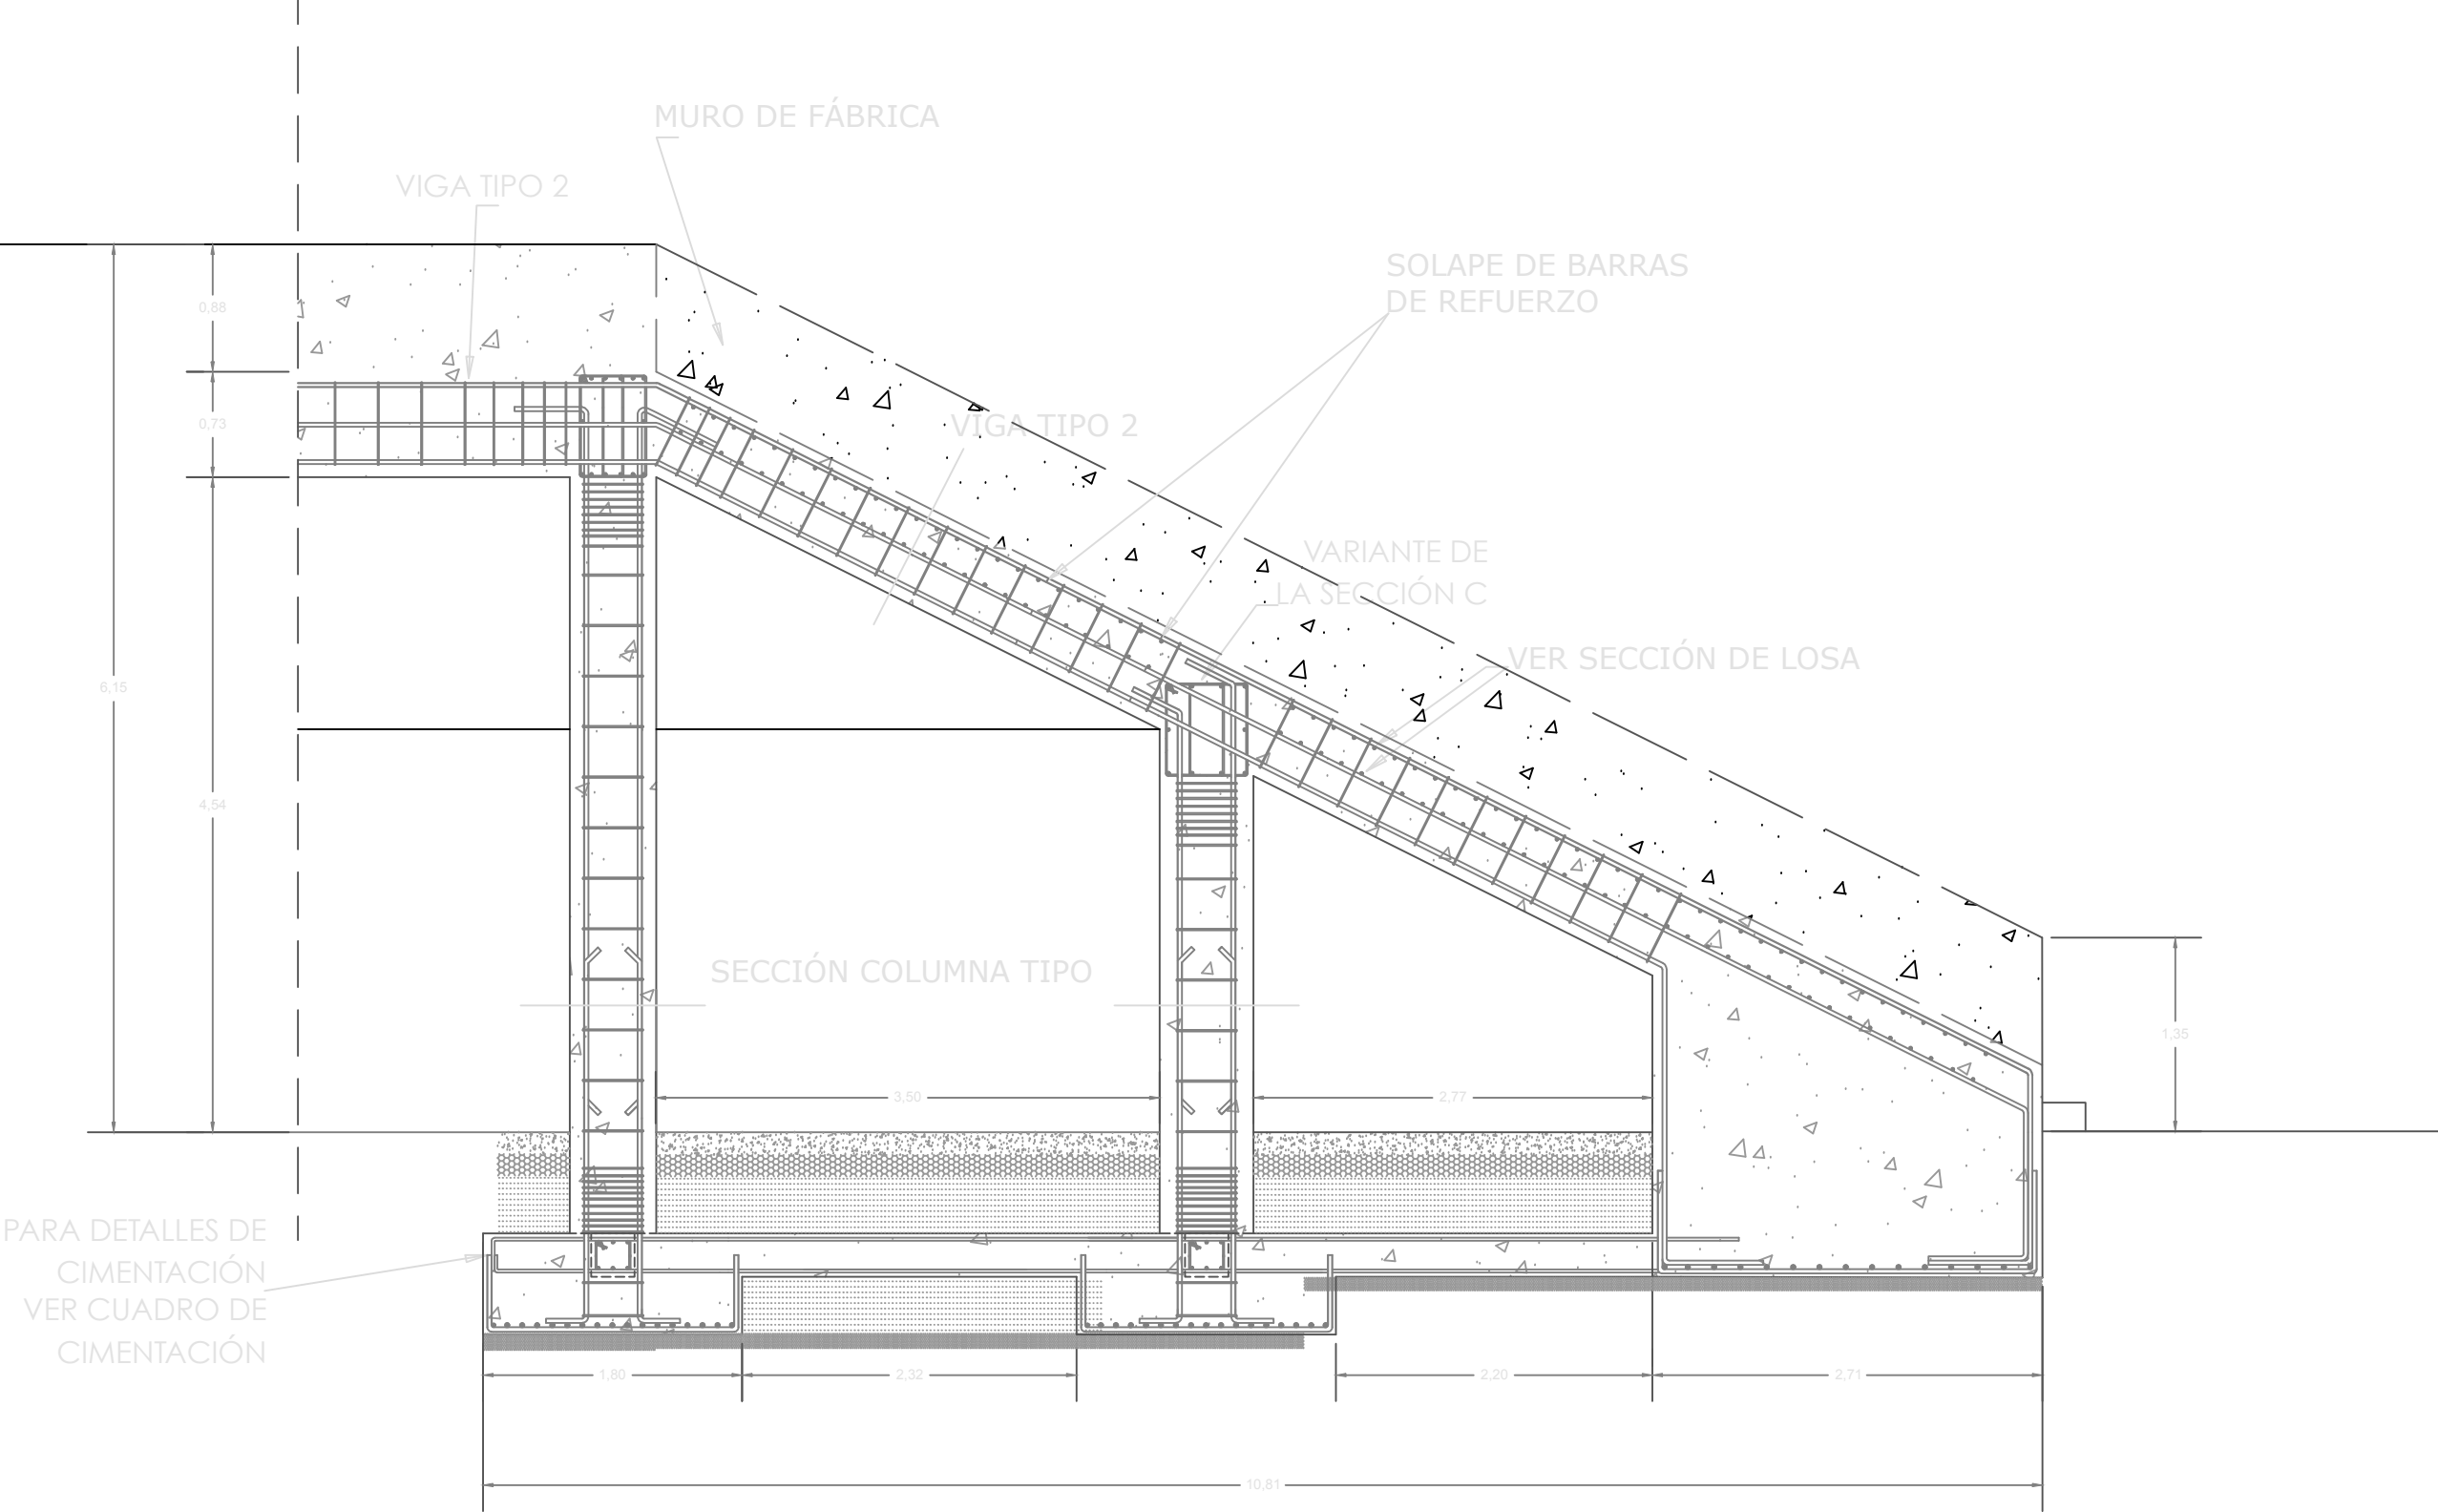 MURO DE FÁBRICA
VIGA TIPO 2
SOLAPE DE BARRAS
DE REFUERZO
0,88
0,73
VIGA TIPO 2
VARIANTE DE
LA SECCIÓN C
VER SECCIÓN DE LOSA
6,15
4,54
SECCIÓN COLUMNA TIPO
1,35
3,50
2,77
PARA DETALLES DE
CIMENTACIÓN
VER CUADRO DE
CIMENTACIÓN
1,80
2,32
2,20
2,71
10,81